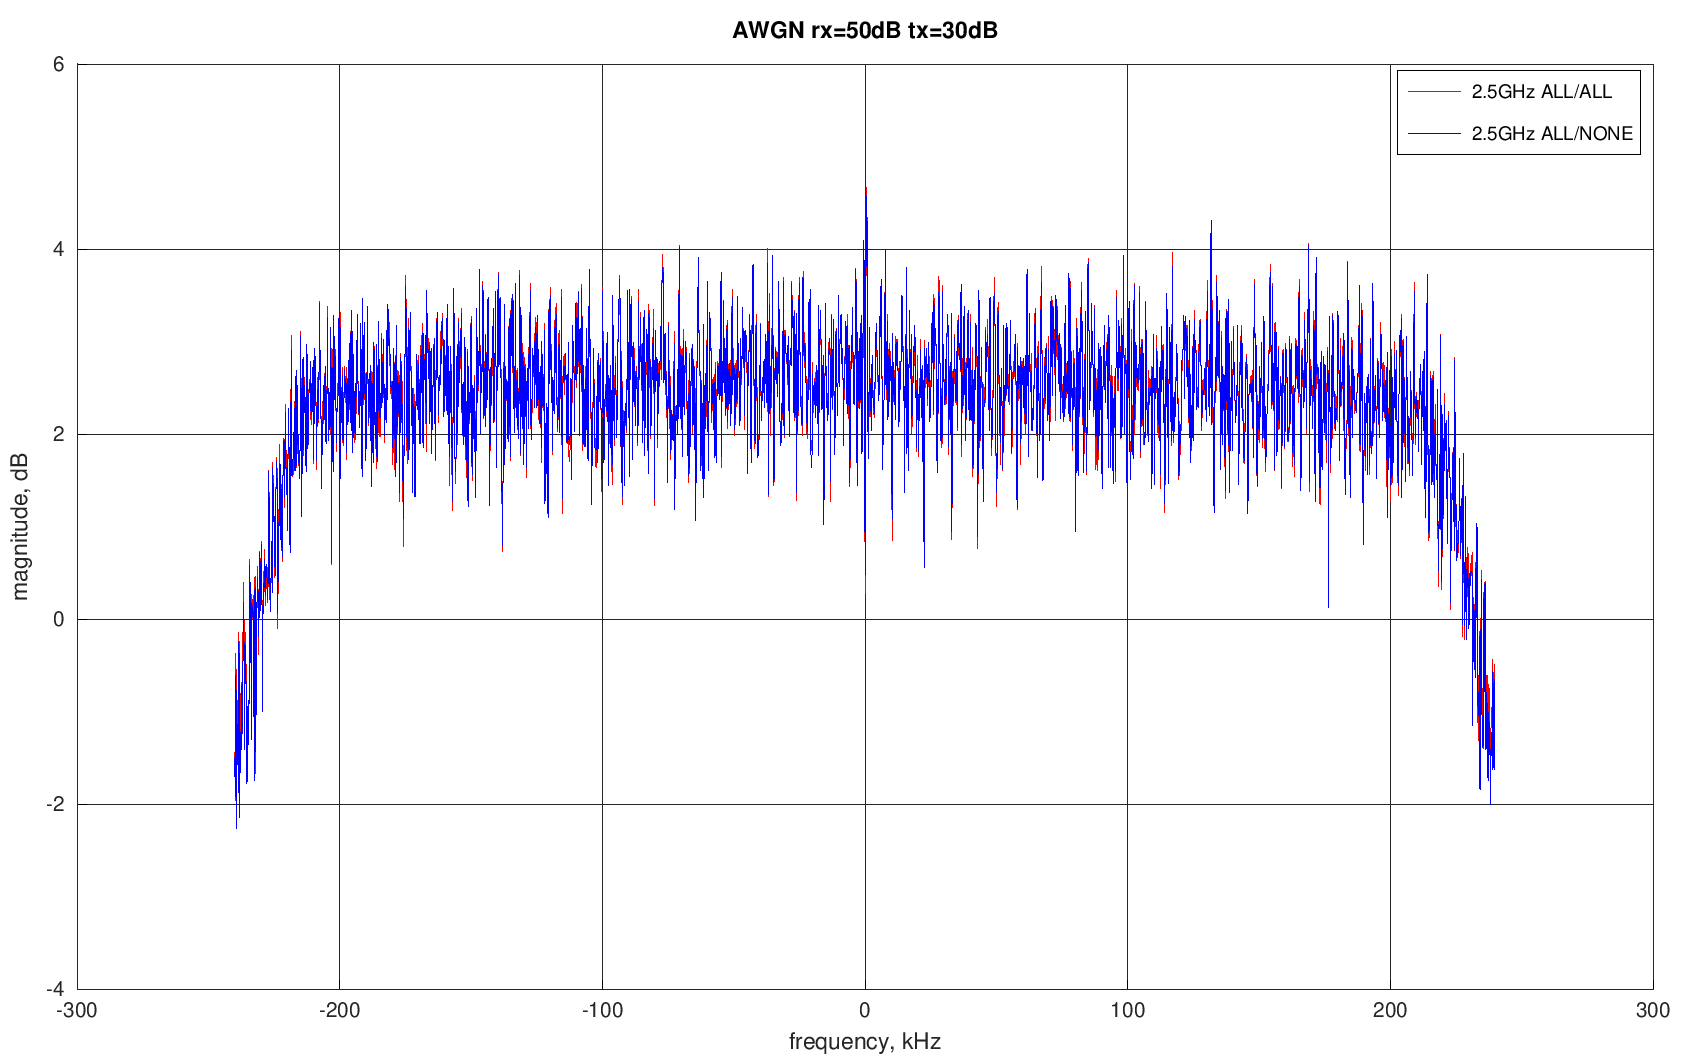 AWGN rx=50dB tx=30dB
2.5GHz ALL/ALL
2.5GHz ALL/NONE
6
4
2
0
-2
-4
magnitude, dB
-300 -200 -100 0 100 200 300
frequency, kHz